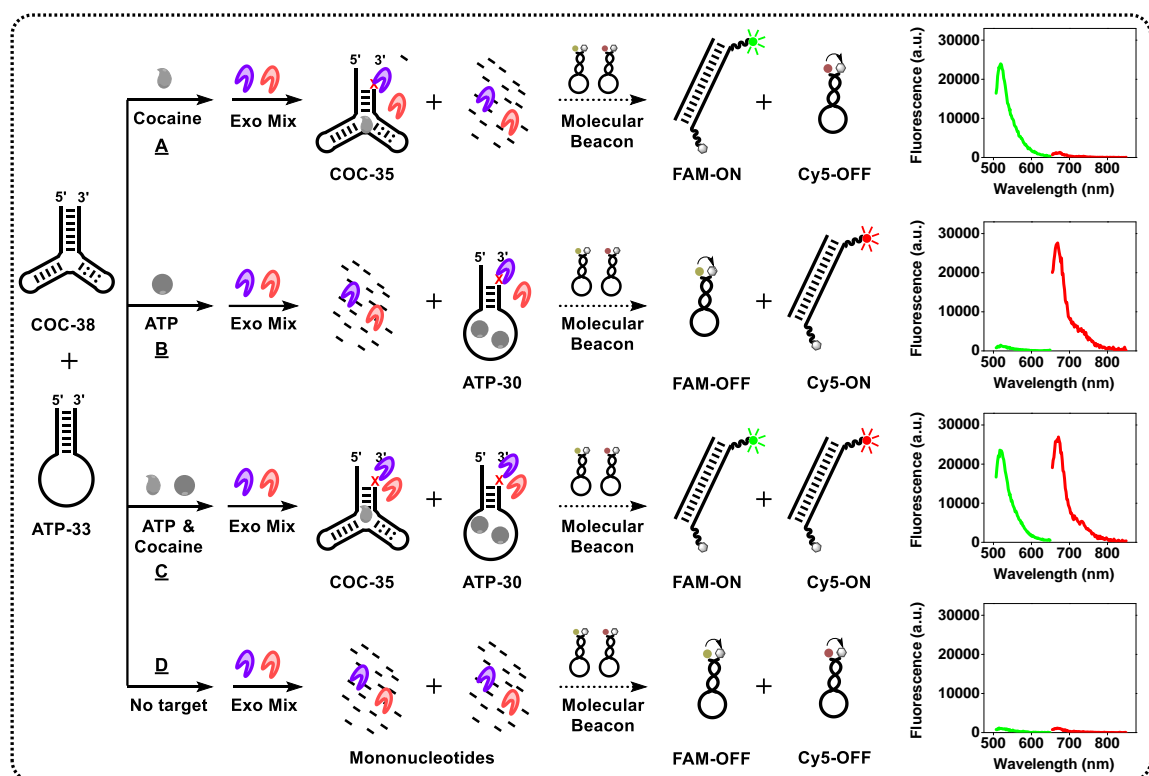 5' 3'
COC-38
+
5' 3'
ATP-33
Cocaine
A
Exo Mix
5' 3'
X
COC-35
+
Molecular
Beacon
FAM-ON
+
Cy5-OFF
Fluorescence (a.u.)
30000
20000
10000
0
500 600 700 800
Wavelength (nm)
ATP
B
Exo Mix
+
5' 3'
X
ATP-30
Molecular
Beacon
FAM-OFF
+
Cy5-ON
Fluorescence (a.u.)
30000
20000
10000
0
500 600 700 800
Wavelength (nm)
ATP &
Cocaine
C
Exo Mix
5' 3'
X
COC-35
+
5' 3'
X
ATP-30
Molecular
Beacon
FAM-ON
+
Cy5-ON
Fluorescence (a.u.)
30000
20000
10000
0
500 600 700 800
Wavelength (nm)
D
No target
Exo Mix
+
Mononucleotides
Molecular
Beacon
FAM-OFF
+
Cy5-OFF
Fluorescence (a.u.)
30000
20000
10000
0
500 600 700 800
Wavelength (nm)